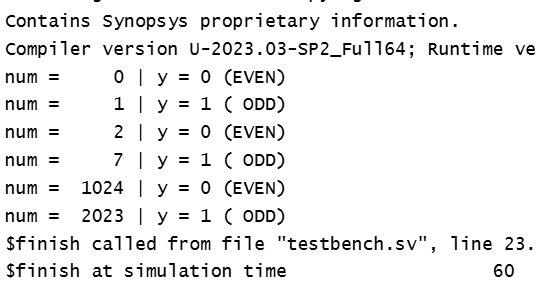 Contains Synopsys proprietary information.
Compiler version U-2023.03-SP2_Full64; Runtime ve
num =     0 | y = 0 (EVEN)
num =     1 | y = 1 ( ODD)
num =     2 | y = 0 (EVEN)
num =     7 | y = 1 ( ODD)
num =  1024 | y = 0 (EVEN)
num =  2023 | y = 1 ( ODD)
$finish called from file "testbench.sv", line 23.
$finish at simulation time                   60